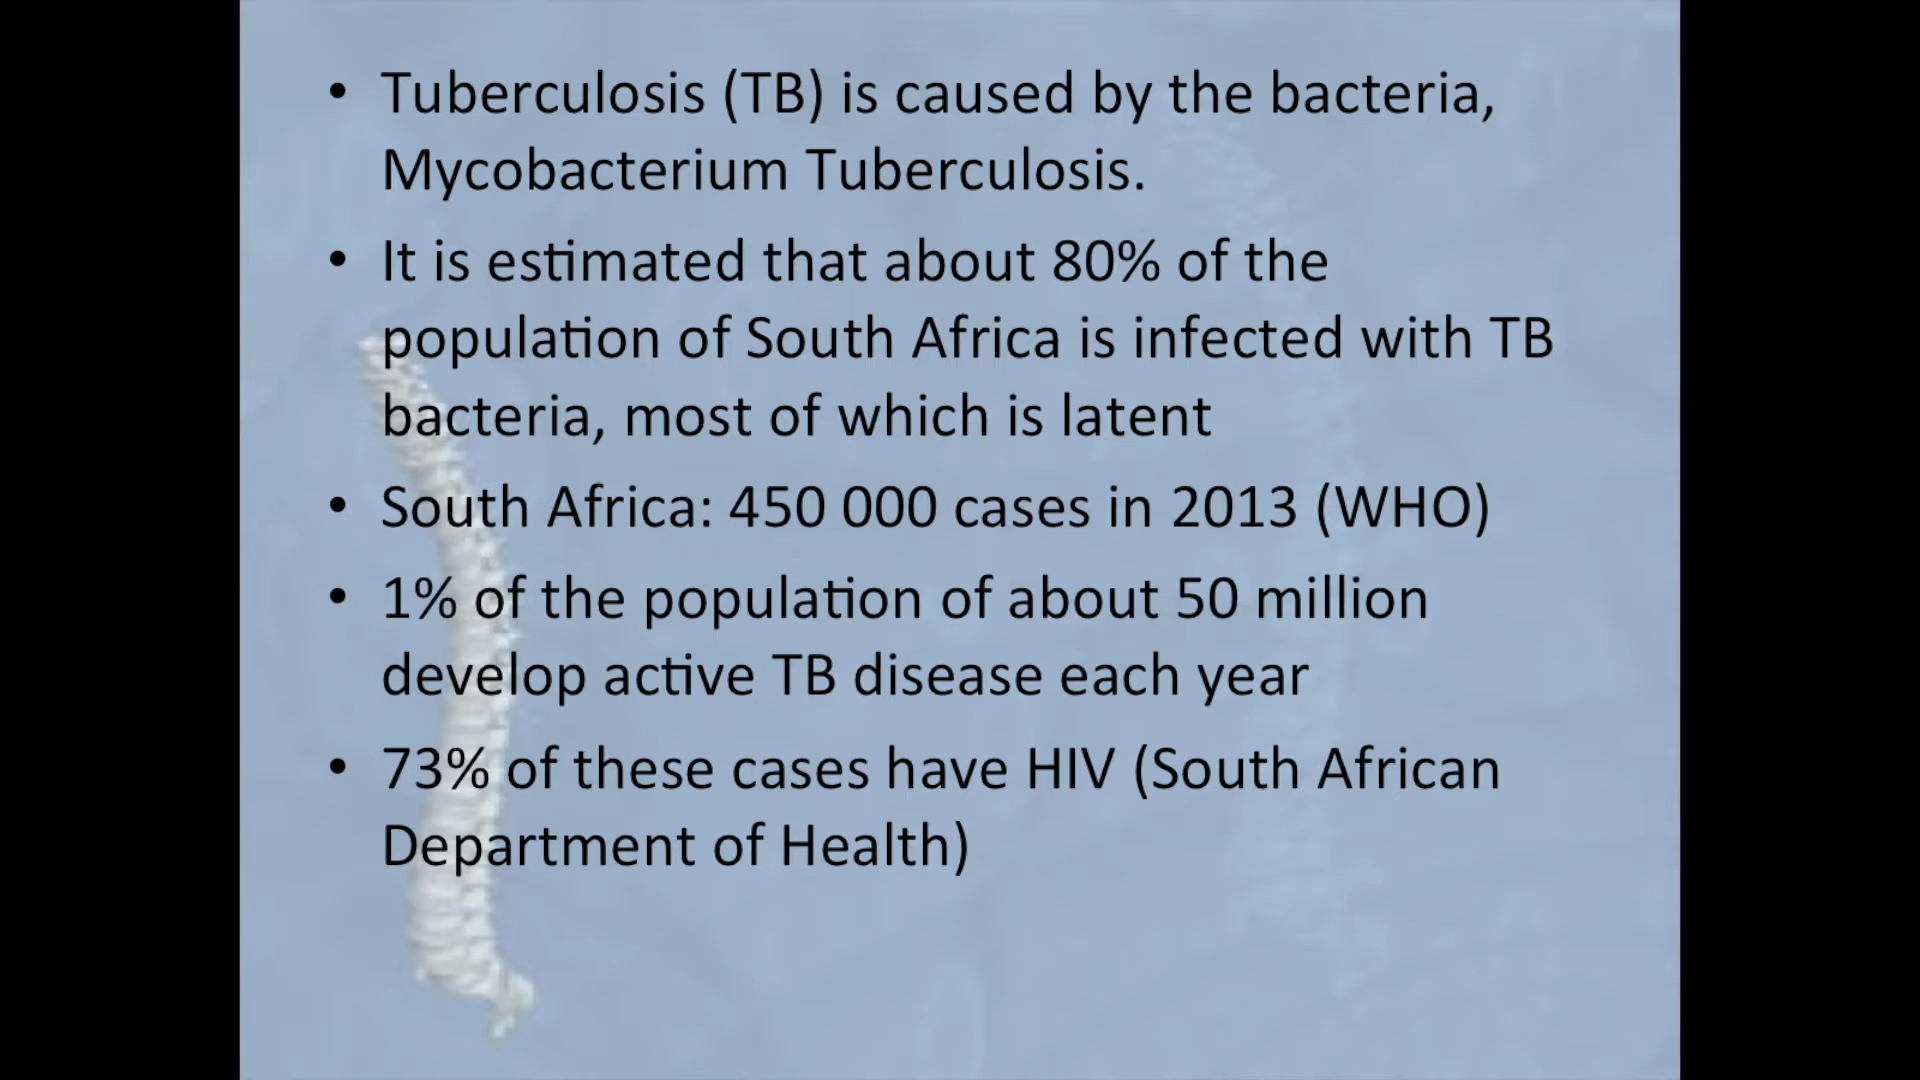 • Tuberculosis (TB) is caused by the bacteria,
Mycobacterium Tuberculosis.
• It is estimated that about 80% of the
population of South Africa is infected with TB
bacteria, most of which is latent
• South Africa: 450 000 cases in 2013 (WHO)
• 1% of the population of about 50 million
develop active TB disease each year
• 73% of these cases have HIV (South African
Department of Health)